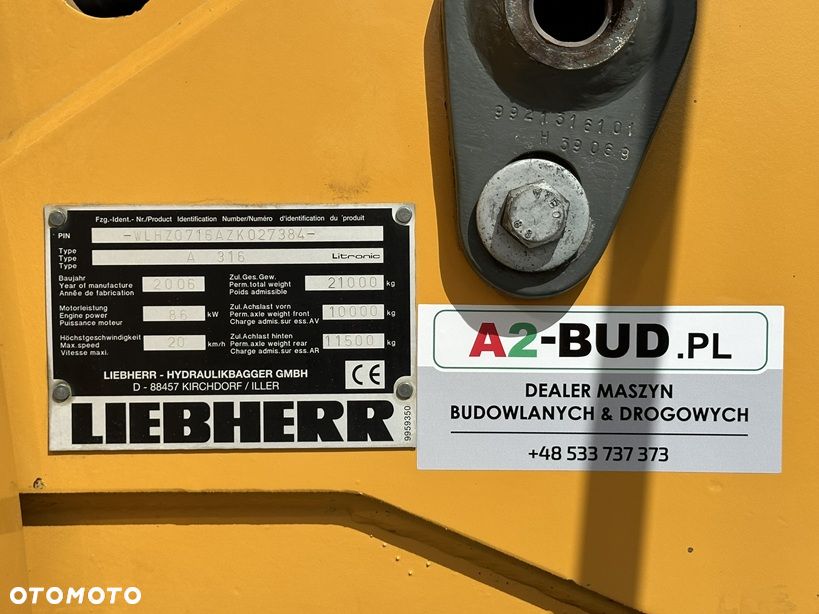 9921316101
H 39069
Fzg.-Ident.- Nr./Product Identification Number/Numéro d'identification du produit
PIN -WLHZ0716AZK027384-
Type
Type A 316 Litronic
Type
Baujahr
Year of manufacture 2006
Année de fabrication
Zul.Ges.Gew.
Perm.total weight 21000 kg
Poids admissible
Motorleistung
Engine power 86 kW
Puissance moteur
Zul.Achslast vorn
Perm.axle weight front 10000 kg
Charge admis.sur ess.AV
Höchstgeschwindigkeit
Max.speed 20 km/h
Vitesse maxi.
Zul.Achslast hinten
Perm.axle weight rear 11500 kg
Charge admis.sur ess.AR
LIEBHERR - HYDRAULIKBAGGER GMBH
D - 88457 KIRCHDORF / ILLER
CE
LIEBHERR
9959350
A2-BUD.PL
DEALER MASZYN
BUDOWLANYCH & DROGOWYCH
+48 533 737 373
OTOMOTO